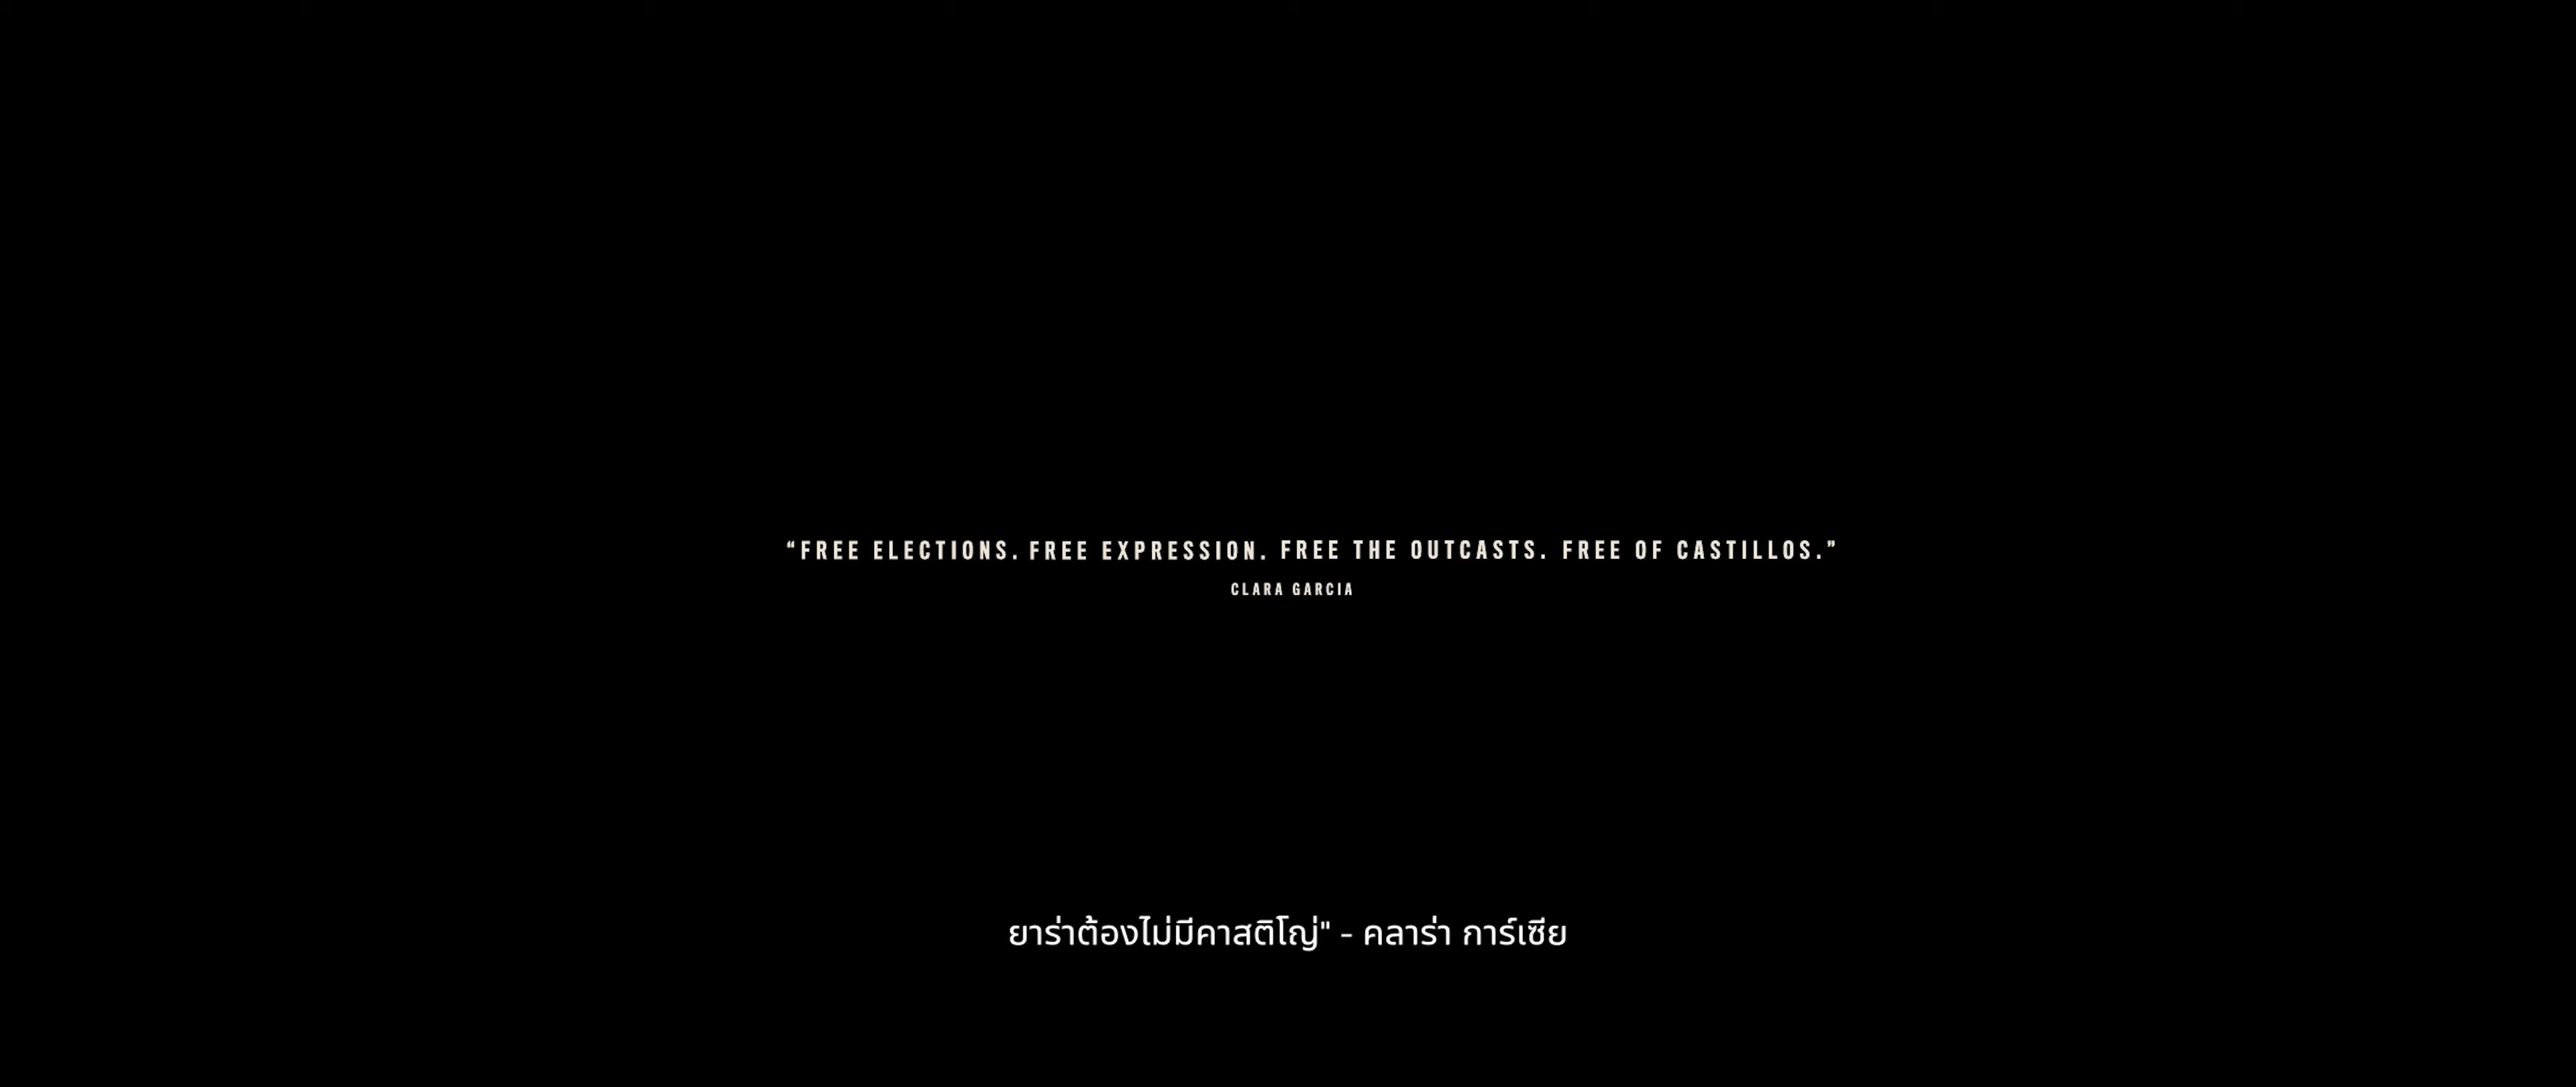 “FREE ELECTIONS. FREE EXPRESSION. FREE THE OUTCASTS. FREE OF CASTILLOS.”
CLARA GARCIA
ยาร่าต้องไม่มีคาสติโญ่" - คลาร่า การ์เซีย